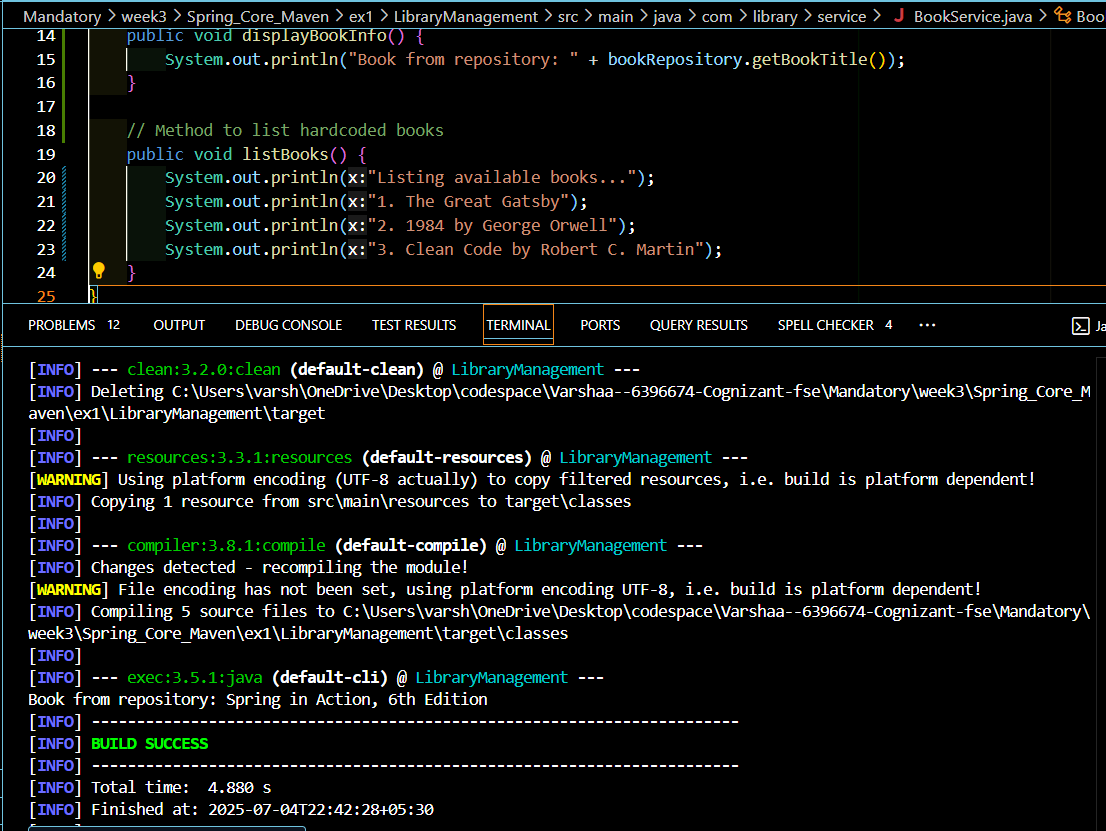 Mandatory > week3 > Spring_Core_Maven > ex1 > LibraryManagement > src > main > java > com > library > service > J BookService.java > Boo
14 public void displayBookInfo() {
15 System.out.println("Book from repository: " + bookRepository.getBookTitle());
16 }
17
18 // Method to list hardcoded books
19 public void listBooks() {
20 System.out.println(x:"Listing available books...");
21 System.out.println(x:"1. The Great Gatsby");
22 System.out.println(x:"2. 1984 by George Orwell");
23 System.out.println(x:"3. Clean Code by Robert C. Martin");
24 }
25 }
PROBLEMS 12 OUTPUT DEBUG CONSOLE TEST RESULTS TERMINAL PORTS QUERY RESULTS SPELL CHECKER 4 ··· Ja
[INFO] --- clean:3.2.0:clean (default-clean) @ LibraryManagement ---
[INFO] Deleting C:\Users\varsh\OneDrive\Desktop\codespace\Varshaa--6396674-Cognizant-fse\Mandatory\week3\Spring_Core_M
aven\ex1\LibraryManagement\target
[INFO]
[INFO] --- resources:3.3.1:resources (default-resources) @ LibraryManagement ---
[WARNING] Using platform encoding (UTF-8 actually) to copy filtered resources, i.e. build is platform dependent!
[INFO] Copying 1 resource from src\main\resources to target\classes
[INFO]
[INFO] --- compiler:3.8.1:compile (default-compile) @ LibraryManagement ---
[INFO] Changes detected - recompiling the module!
[WARNING] File encoding has not been set, using platform encoding UTF-8, i.e. build is platform dependent!
[INFO] Compiling 5 source files to C:\Users\varsh\OneDrive\Desktop\codespace\Varshaa--6396674-Cognizant-fse\Mandatory\
week3\Spring_Core_Maven\ex1\LibraryManagement\target\classes
[INFO]
[INFO] --- exec:3.5.1:java (default-cli) @ LibraryManagement ---
Book from repository: Spring in Action, 6th Edition
[INFO] ------------------------------------------------------------------------
[INFO] BUILD SUCCESS
[INFO] ------------------------------------------------------------------------
[INFO] Total time:  4.880 s
[INFO] Finished at: 2025-07-04T22:42:28+05:30